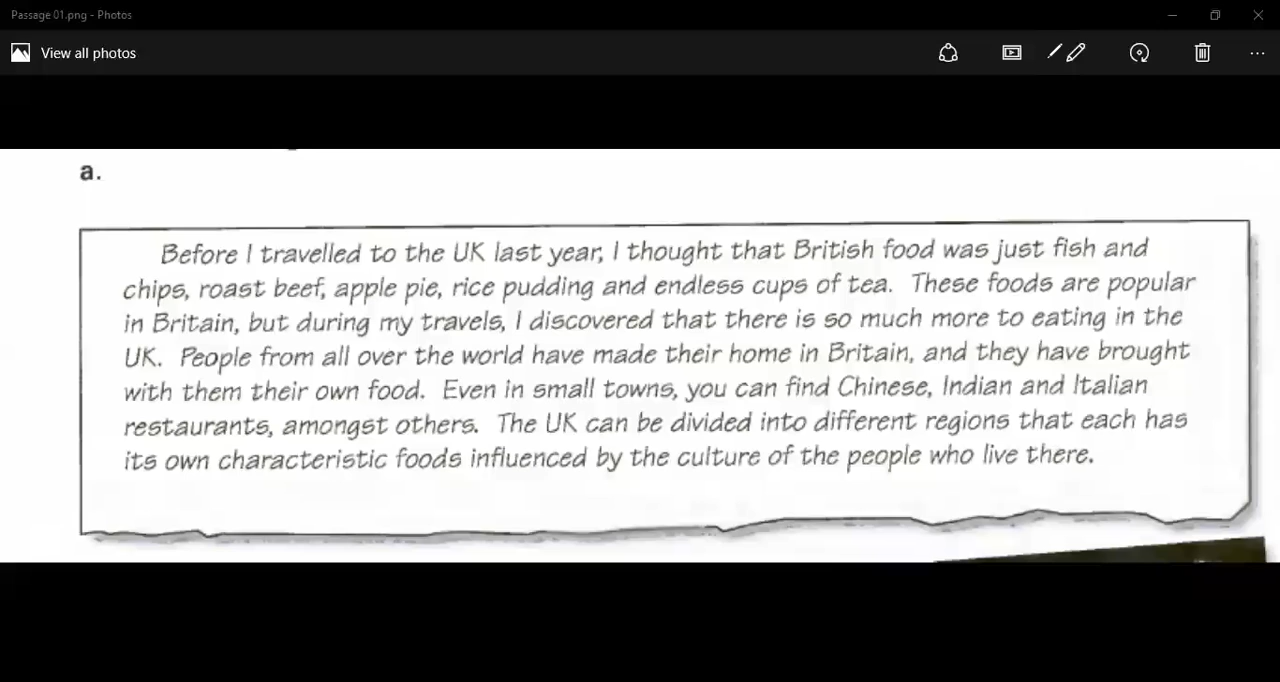 Passage 01.png - Photos
View all photos
a.
Before I travelled to the UK last year, I thought that British food was just fish and
chips, roast beef, apple pie, rice pudding and endless cups of tea. These foods are popular
in Britain, but during my travels, I discovered that there is so much more to eating in the
UK. People from all over the world have made their home in Britain, and they have brought
with them their own food. Even in small towns, you can find Chinese, Indian and Italian
restaurants, amongst others. The UK can be divided into different regions that each has
its own characteristic foods influenced by the culture of the people who live there.